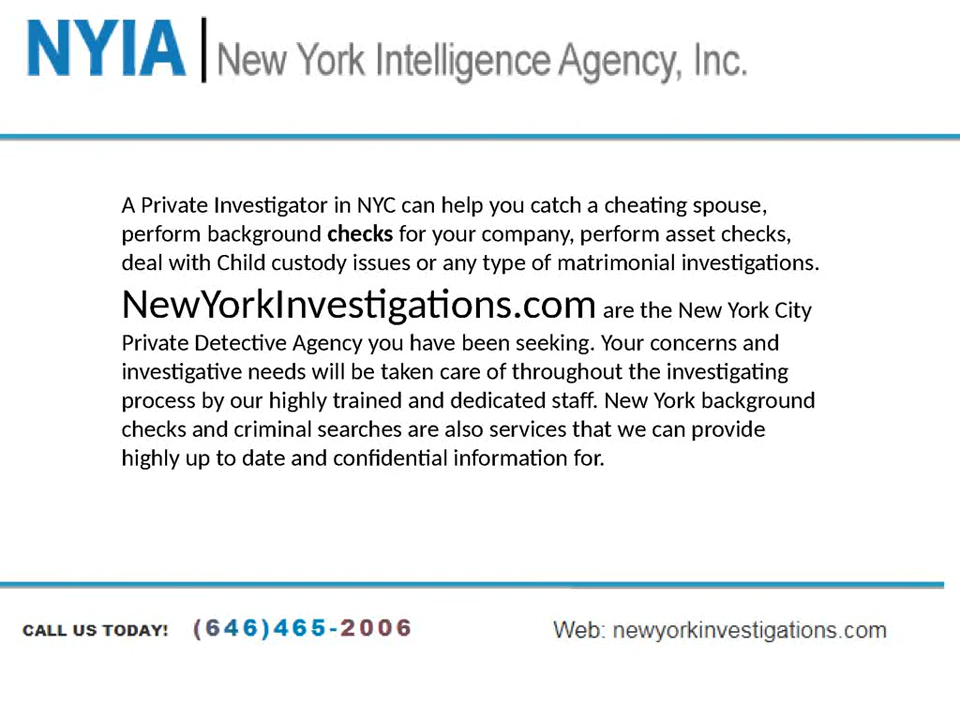 NYIA | New York Intelligence Agency, Inc.
A Private Investigator in NYC can help you catch a cheating spouse,
perform background checks for your company, perform asset checks,
deal with Child custody issues or any type of matrimonial investigations.
NewYorkInvestigations.com are the New York City
Private Detective Agency you have been seeking. Your concerns and
investigative needs will be taken care of throughout the investigating
process by our highly trained and dedicated staff. New York background
checks and criminal searches are also services that we can provide
highly up to date and confidential information for.
CALL US TODAY! (646)465-2006 Web: newyorkinvestigations.com